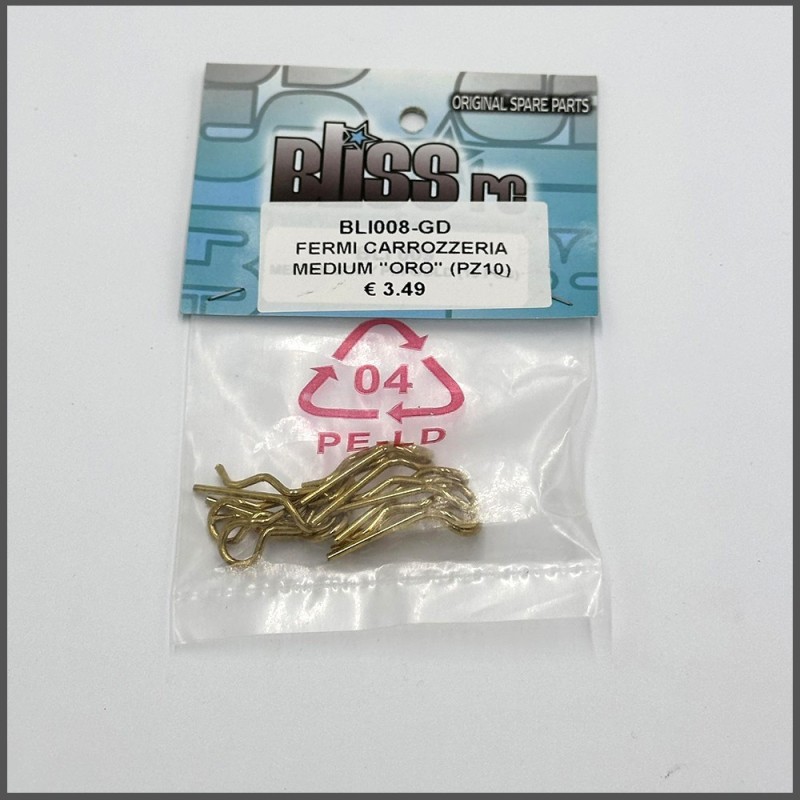 ORIGINAL SPARE PARTS
Bliss rc
BLI008-GD
FERMI CARROZZERIA
MEDIUM "ORO" (PZ10)
€ 3.49
04
PE-LD